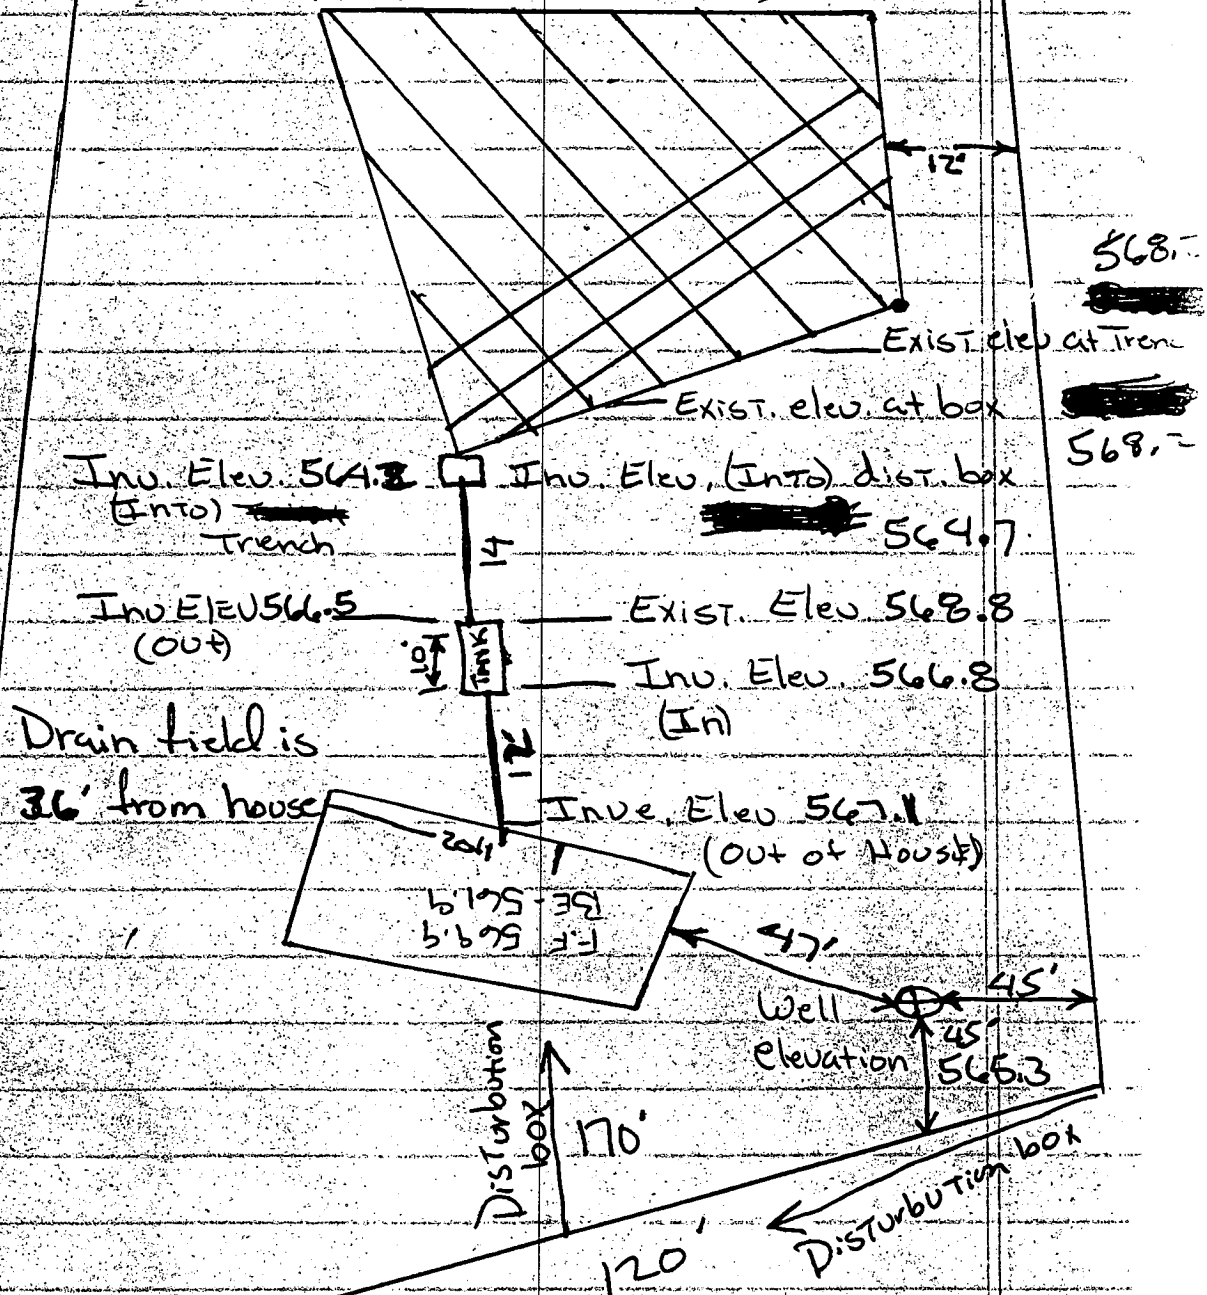 12'
568.-
Exist. elev at Trenc
Exist. elev. at box
568.-
Inv. Elev.
(InTo)
Trench
Inv. Elev. (InTo) dist. box
564.7
14
Inv ELEV 566.5
(Out)
Exist. Elev 568.8
10'
TANK
Inv. Elev. 566.8
(In)
Drain field is
36' from house
12'
Inve. Elev 567.1
(Out of House)
F.F. 569.9
BE - 561.9
47'
45'
Well
elevation
45'
565.3
DisTurbution
box
170'
DisTurbution box
120'